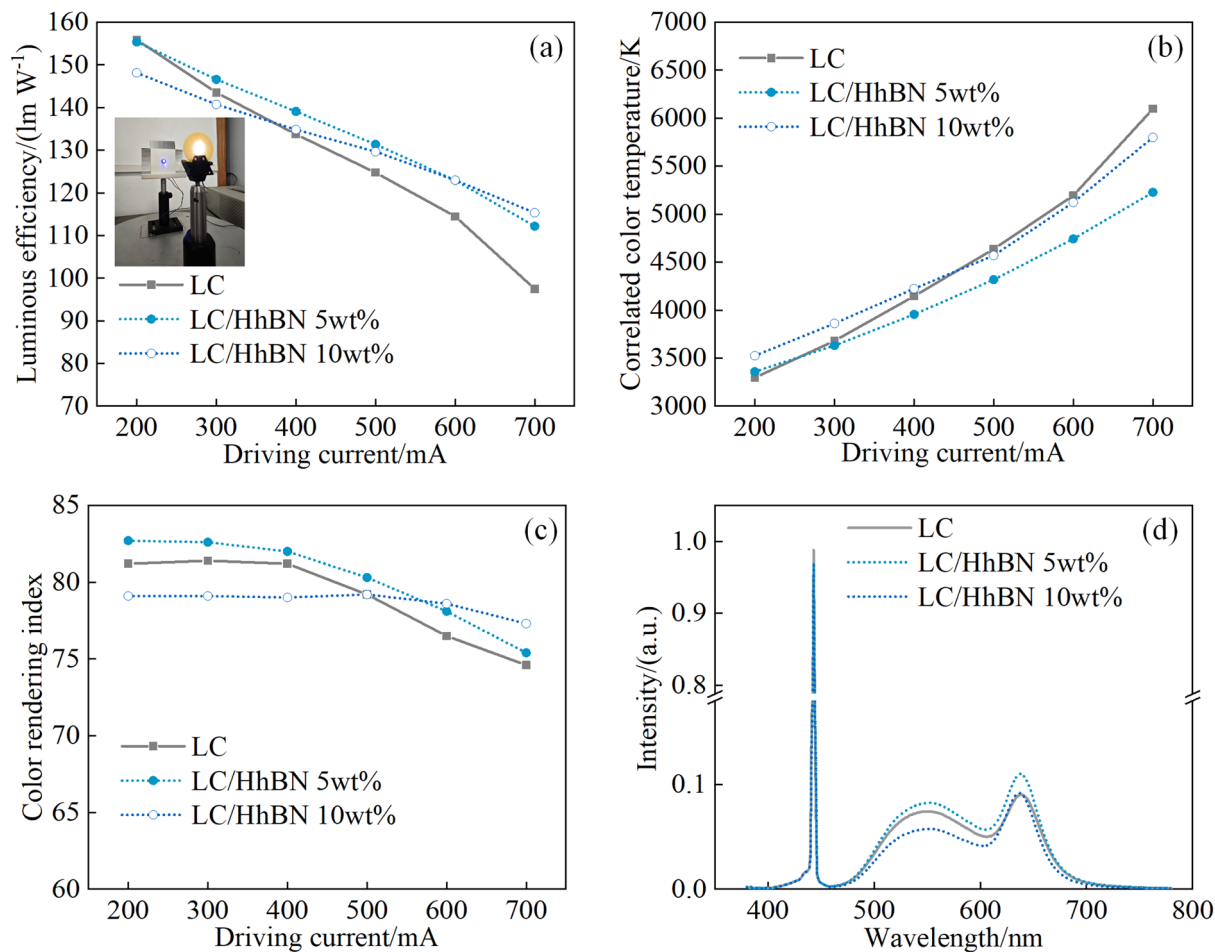 (a)
Luminous efficiency/(lm W⁻¹)
160
150
140
130
120
110
100
90
80
70
LC
LC/HhBN 5wt%
LC/HhBN 10wt%
200 300 400 500 600 700
Driving current/mA
(b)
Correlated color temperature/K
7000
6500
6000
5500
5000
4500
4000
3500
3000
LC
LC/HhBN 5wt%
LC/HhBN 10wt%
200 300 400 500 600 700
Driving current/mA
(c)
Color rendering index
85
80
75
70
65
60
LC
LC/HhBN 5wt%
LC/HhBN 10wt%
200 300 400 500 600 700
Driving current/mA
(d)
Intensity/(a.u.)
1.0
0.9
0.8
0.1
0.0
LC
LC/HhBN 5wt%
LC/HhBN 10wt%
400 500 600 700 800
Wavelength/nm